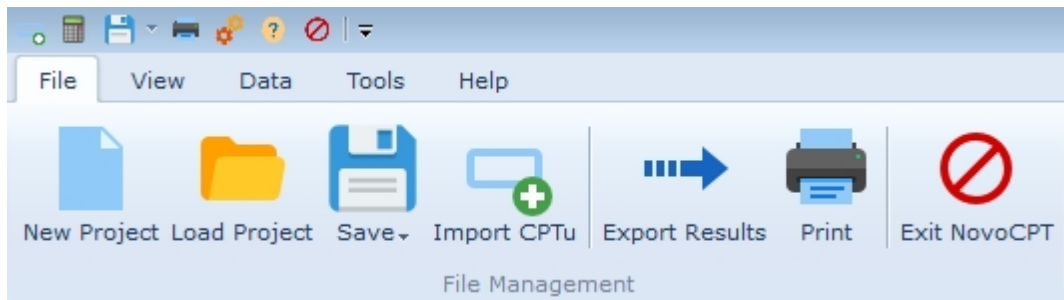 File View Data Tools Help
New Project Load Project Save Import CPTu Export Results Print Exit NovoCPT
File Management